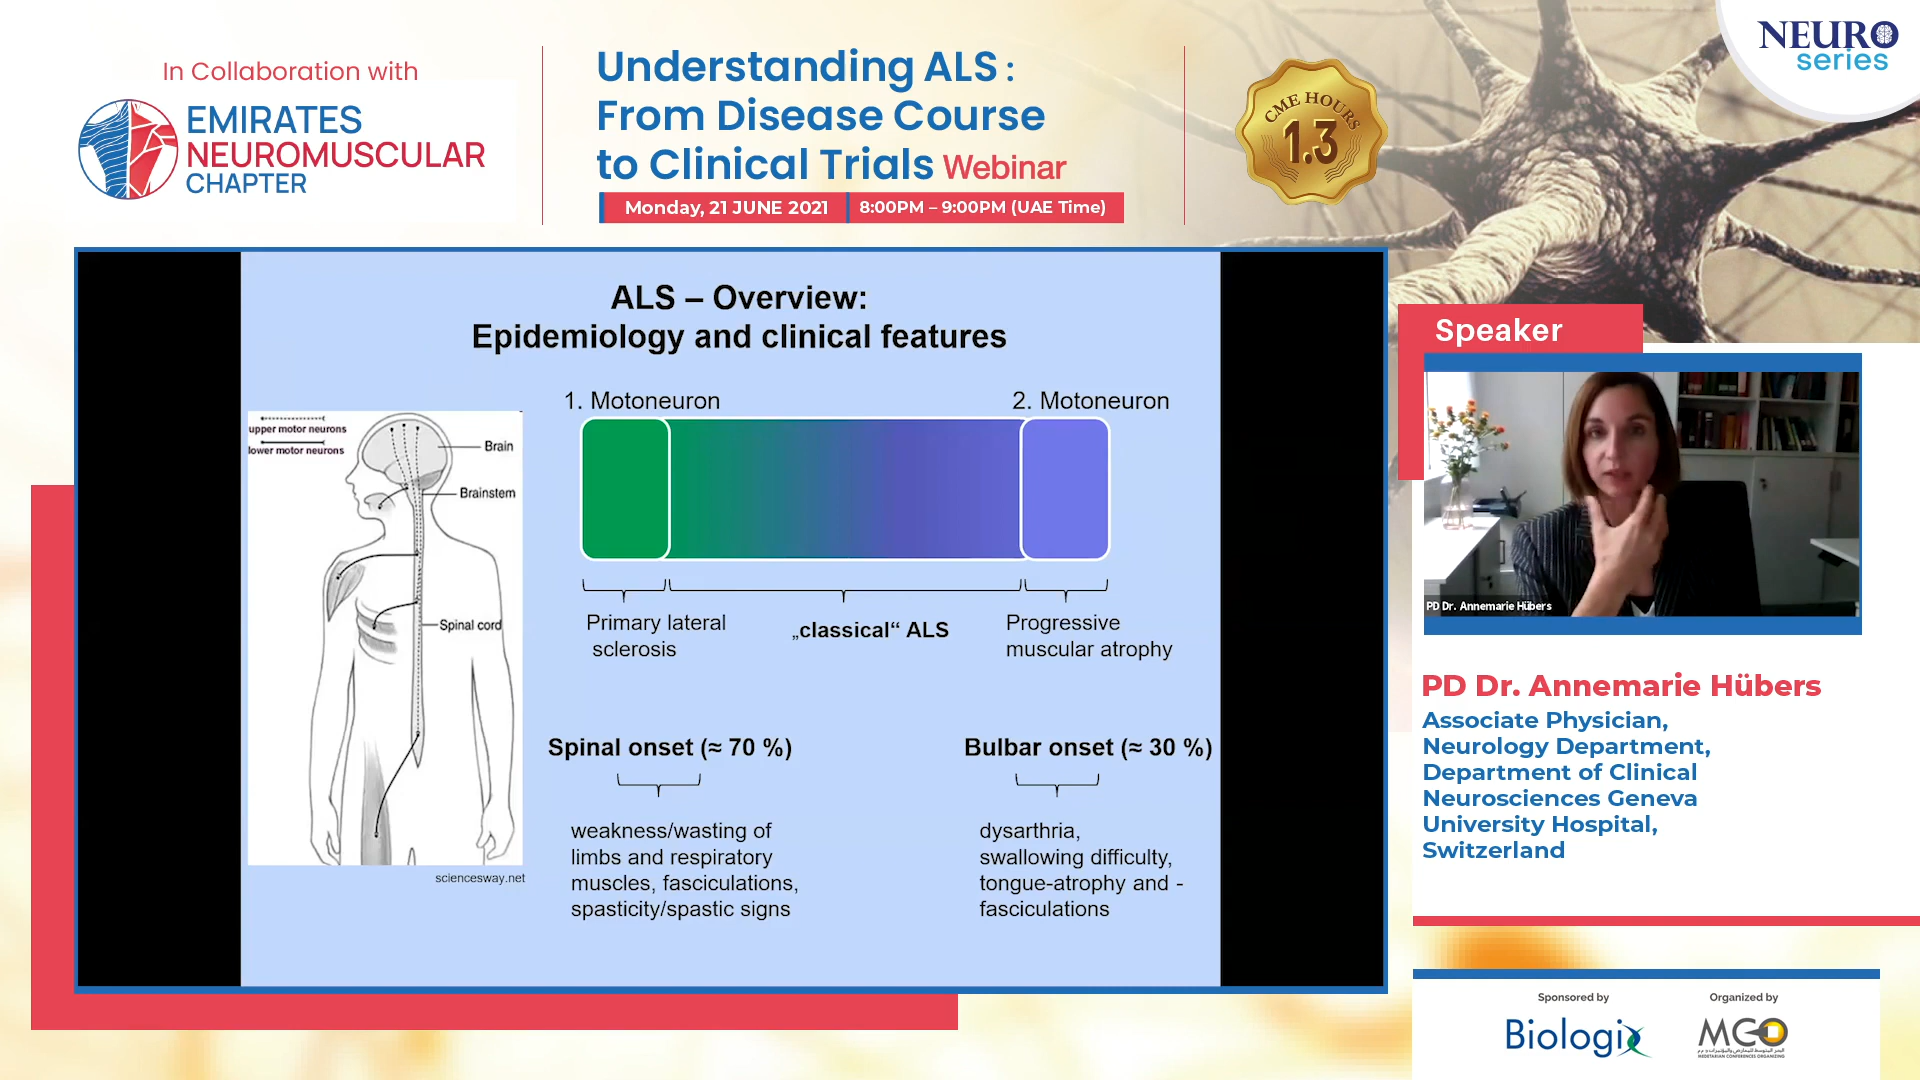 In Collaboration with
EMIRATES
NEUROMUSCULAR
CHAPTER
Understanding ALS :
From Disease Course
to Clinical Trials Webinar
Monday, 21 JUNE 2021
8:00PM – 9:00PM (UAE Time)
CME HOURS
1.3
NEURO
series
ALS – Overview:
Epidemiology and clinical features
1. Motoneuron
2. Motoneuron
upper motor neurons
lower motor neurons
Brain
Brainstem
Spinal cord
sciencesway.net
Primary lateral
sclerosis
„classical“ ALS
Progressive
muscular atrophy
Spinal onset (≈ 70 %)
Bulbar onset (≈ 30 %)
weakness/wasting of
limbs and respiratory
muscles, fasciculations,
spasticity/spastic signs
dysarthria,
swallowing difficulty,
tongue-atrophy and -
fasciculations
Speaker
PD Dr. Annemarie Hübers
PD Dr. Annemarie Hübers
Associate Physician,
Neurology Department,
Department of Clinical
Neurosciences Geneva
University Hospital,
Switzerland
Sponsored by
Biologix
Organized by
MCO